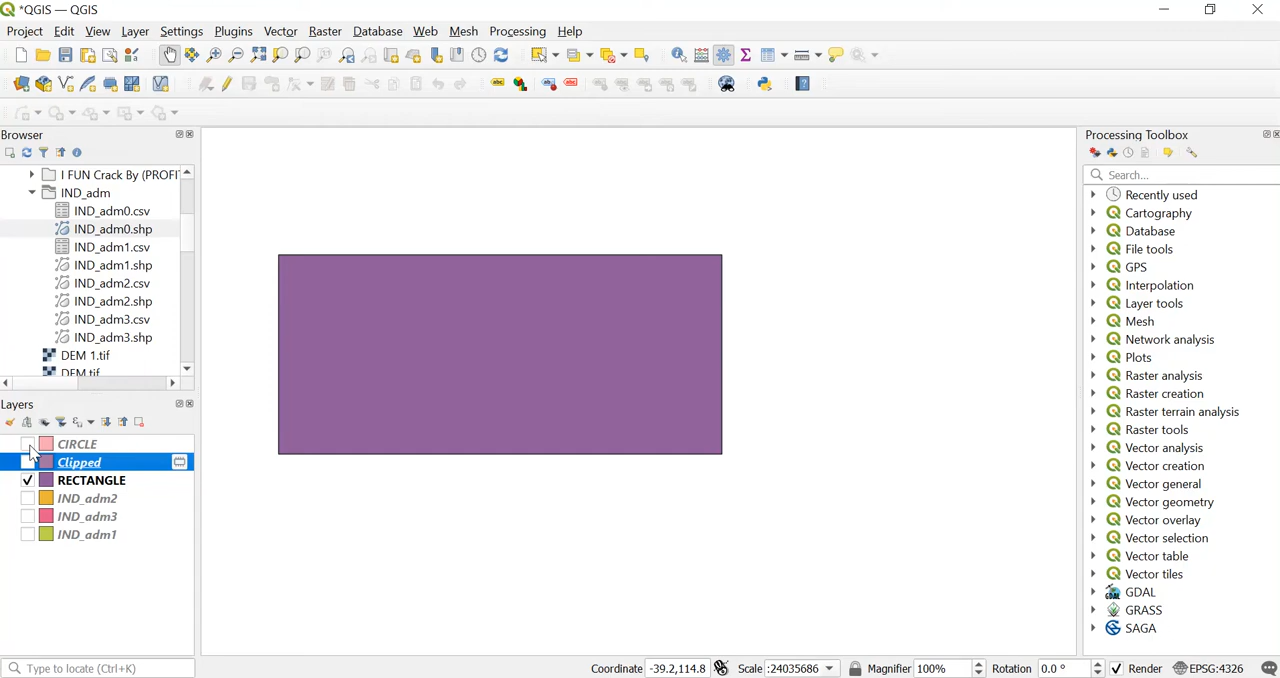 *QGIS — QGIS
Project Edit View Layer Settings Plugins Vector Raster Database Web Mesh Processing Help
Browser
I FUN Crack By (PROFI
IND_adm
IND_adm0.csv
IND_adm0.shp
IND_adm1.csv
IND_adm1.shp
IND_adm2.csv
IND_adm2.shp
IND_adm3.csv
IND_adm3.shp
DEM 1.tif
DEM tif
Layers
CIRCLE
Clipped
RECTANGLE
IND_adm2
IND_adm3
IND_adm1
Processing Toolbox
Search...
Recently used
Cartography
Database
File tools
GPS
Interpolation
Layer tools
Mesh
Network analysis
Plots
Raster analysis
Raster creation
Raster terrain analysis
Raster tools
Vector analysis
Vector creation
Vector general
Vector geometry
Vector overlay
Vector selection
Vector table
Vector tiles
GDAL
GRASS
SAGA
Type to locate (Ctrl+K) Coordinate -39.2,114.8 Scale :24035686 Magnifier 100% Rotation 0.0 ° Render EPSG:4326